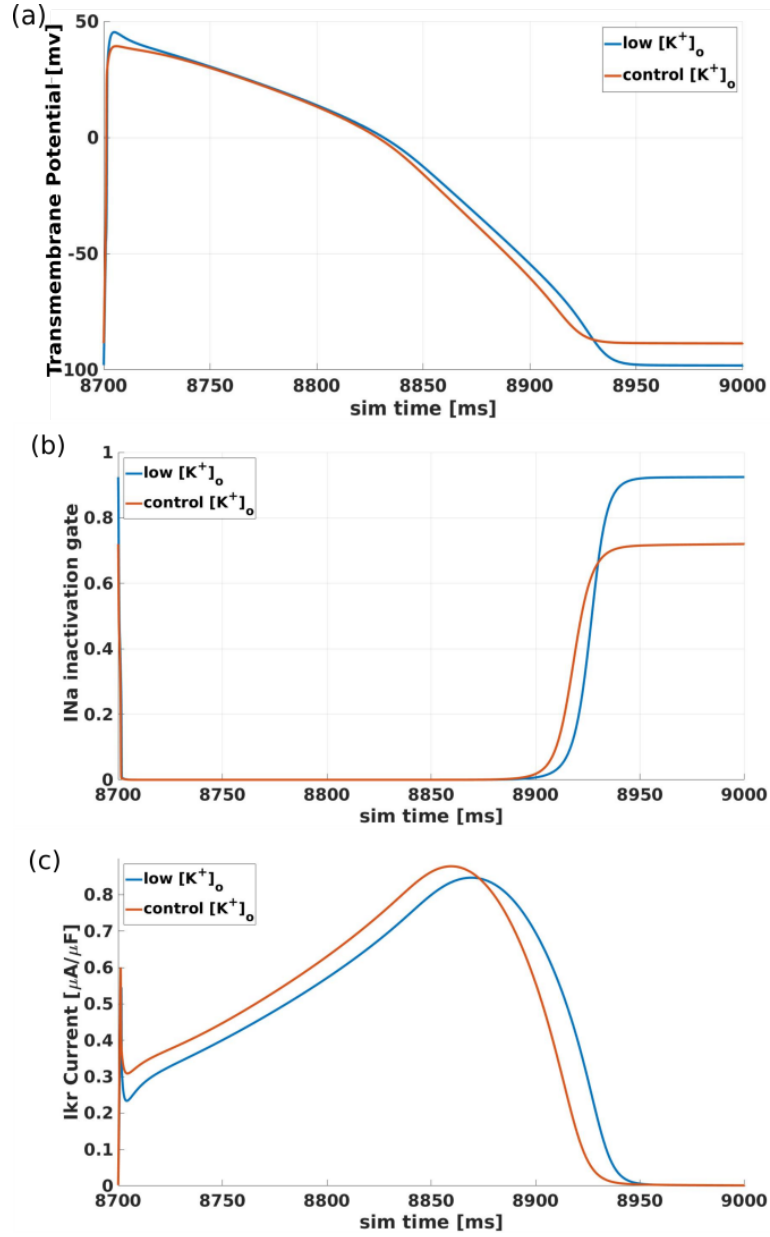 (a)
Transmembrane Potential [mv]
50
0
-50
100
low [K+]o
control [K+]o
8700 8750 8800 8850 8900 8950 9000
sim time [ms]
(b)
INa inactivation gate
1
0.8
0.6
0.4
0.2
0
low [K+]o
control [K+]o
8700 8750 8800 8850 8900 8950 9000
sim time [ms]
(c)
Ikr Current [μA/μF]
0.8
0.7
0.6
0.5
0.4
0.3
0.2
0.1
0
low [K+]o
control [K+]o
8700 8750 8800 8850 8900 8950 9000
sim time [ms]